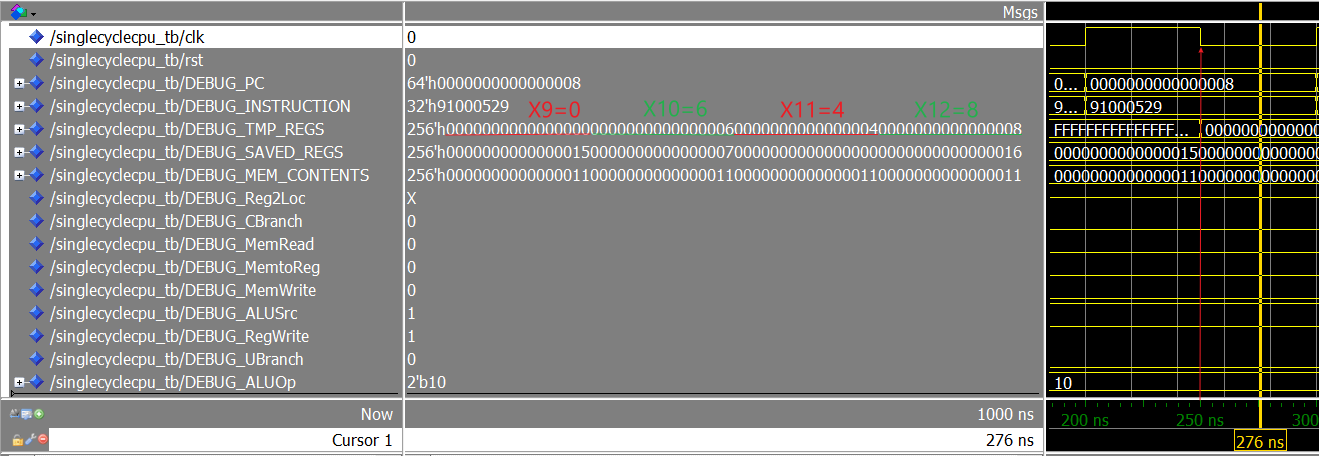 Msgs
/singlecyclecpu_tb/clk 0
/singlecyclecpu_tb/rst 0
/singlecyclecpu_tb/DEBUG_PC 64'h0000000000000008 0... 0000000000000008
/singlecyclecpu_tb/DEBUG_INSTRUCTION 32'h91000529 9... 91000529
X9=0 X10=6 X11=4 X12=8
/singlecyclecpu_tb/DEBUG_TMP_REGS 256'h0000000000000000000000000000000600000000000000040000000000000008 FFFFFFFFFFFFFFF... 0000000000000
/singlecyclecpu_tb/DEBUG_SAVED_REGS 256'h0000000000000015000000000000000700000000000000000000000000000016 00000000000000150000000000000
/singlecyclecpu_tb/DEBUG_MEM_CONTENTS 256'h0000000000000011000000000000001100000000000000110000000000000011 00000000000000110000000000000
/singlecyclecpu_tb/DEBUG_Reg2Loc X
/singlecyclecpu_tb/DEBUG_CBranch 0
/singlecyclecpu_tb/DEBUG_MemRead 0
/singlecyclecpu_tb/DEBUG_MemtoReg 0
/singlecyclecpu_tb/DEBUG_MemWrite 0
/singlecyclecpu_tb/DEBUG_ALUSrc 1
/singlecyclecpu_tb/DEBUG_RegWrite 1
/singlecyclecpu_tb/DEBUG_UBranch 0
/singlecyclecpu_tb/DEBUG_ALUOp 2'b10 10
Now 1000 ns 200 ns 250 ns 300
Cursor 1 276 ns 276 ns